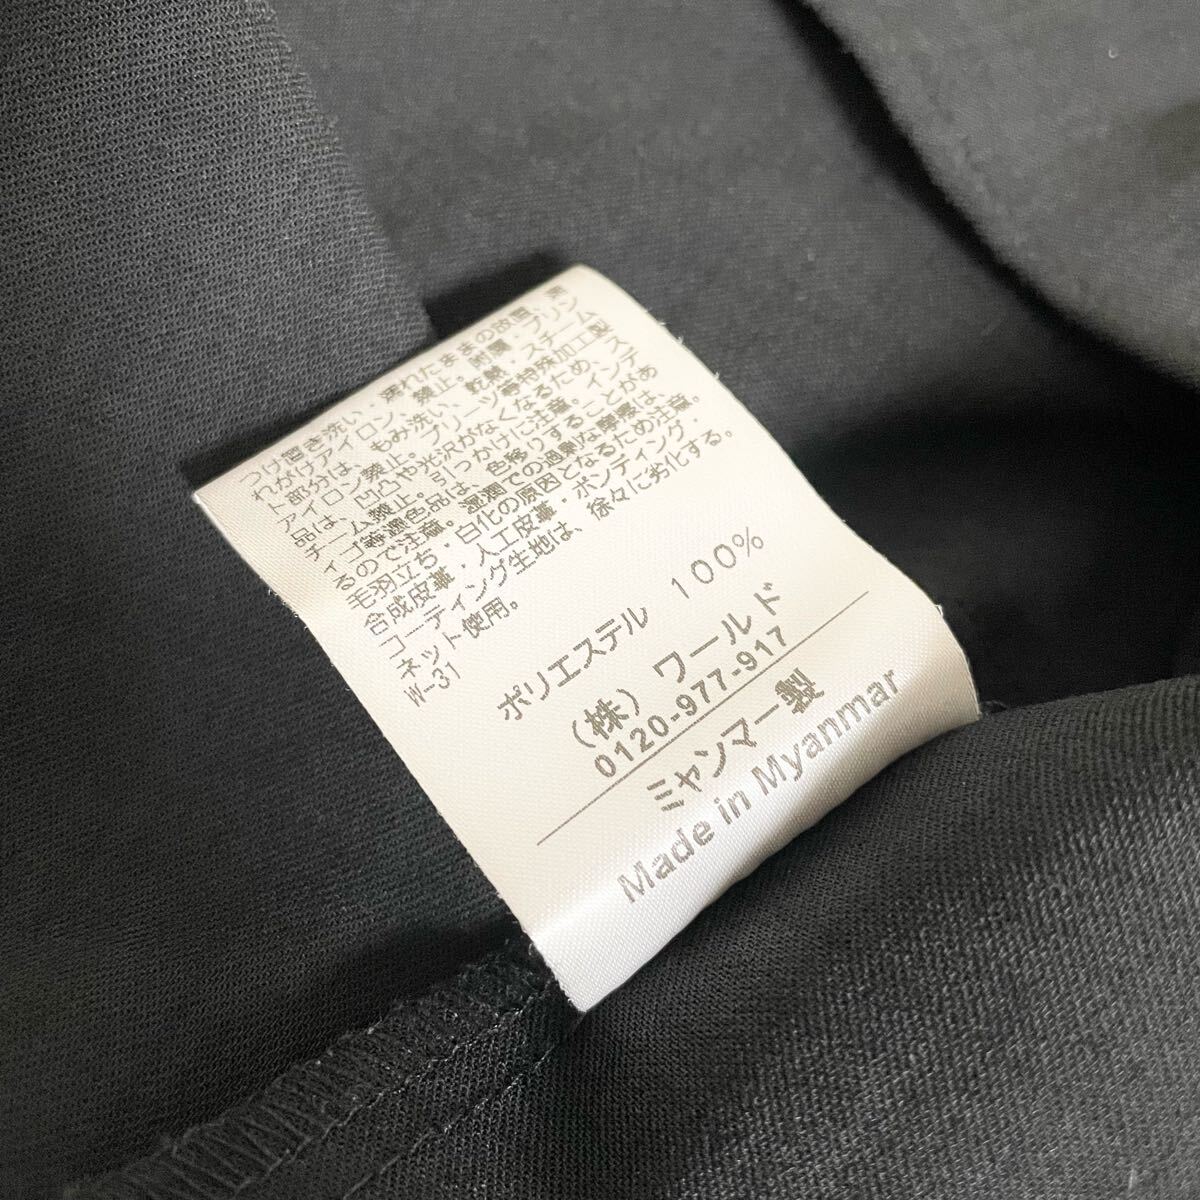 つけ置き洗い・濡れたままの放置、濡
れがけアイロン、禁止。附属・プリン
ト部分は、もみ洗い、乾燥・スチーム
アイロン禁止。プリーツ等特殊加工製
品は、凹凸や光沢がなくなるため、ス
チーム禁止。引っかけに注意。インデ
ィゴ等濃色品は、色移りすることがあ
るので注意。湿潤での過剰な摩擦は、
毛羽立ち・白化の原因となるため注意。
合成皮革・人工皮革・ボンディング・
コーティング生地は、徐々に劣化する。
ネット使用。
W-31
ポリエステル 100%
(株) ワールド
0120-977-917
ミャンマー製
Made in Myanmar